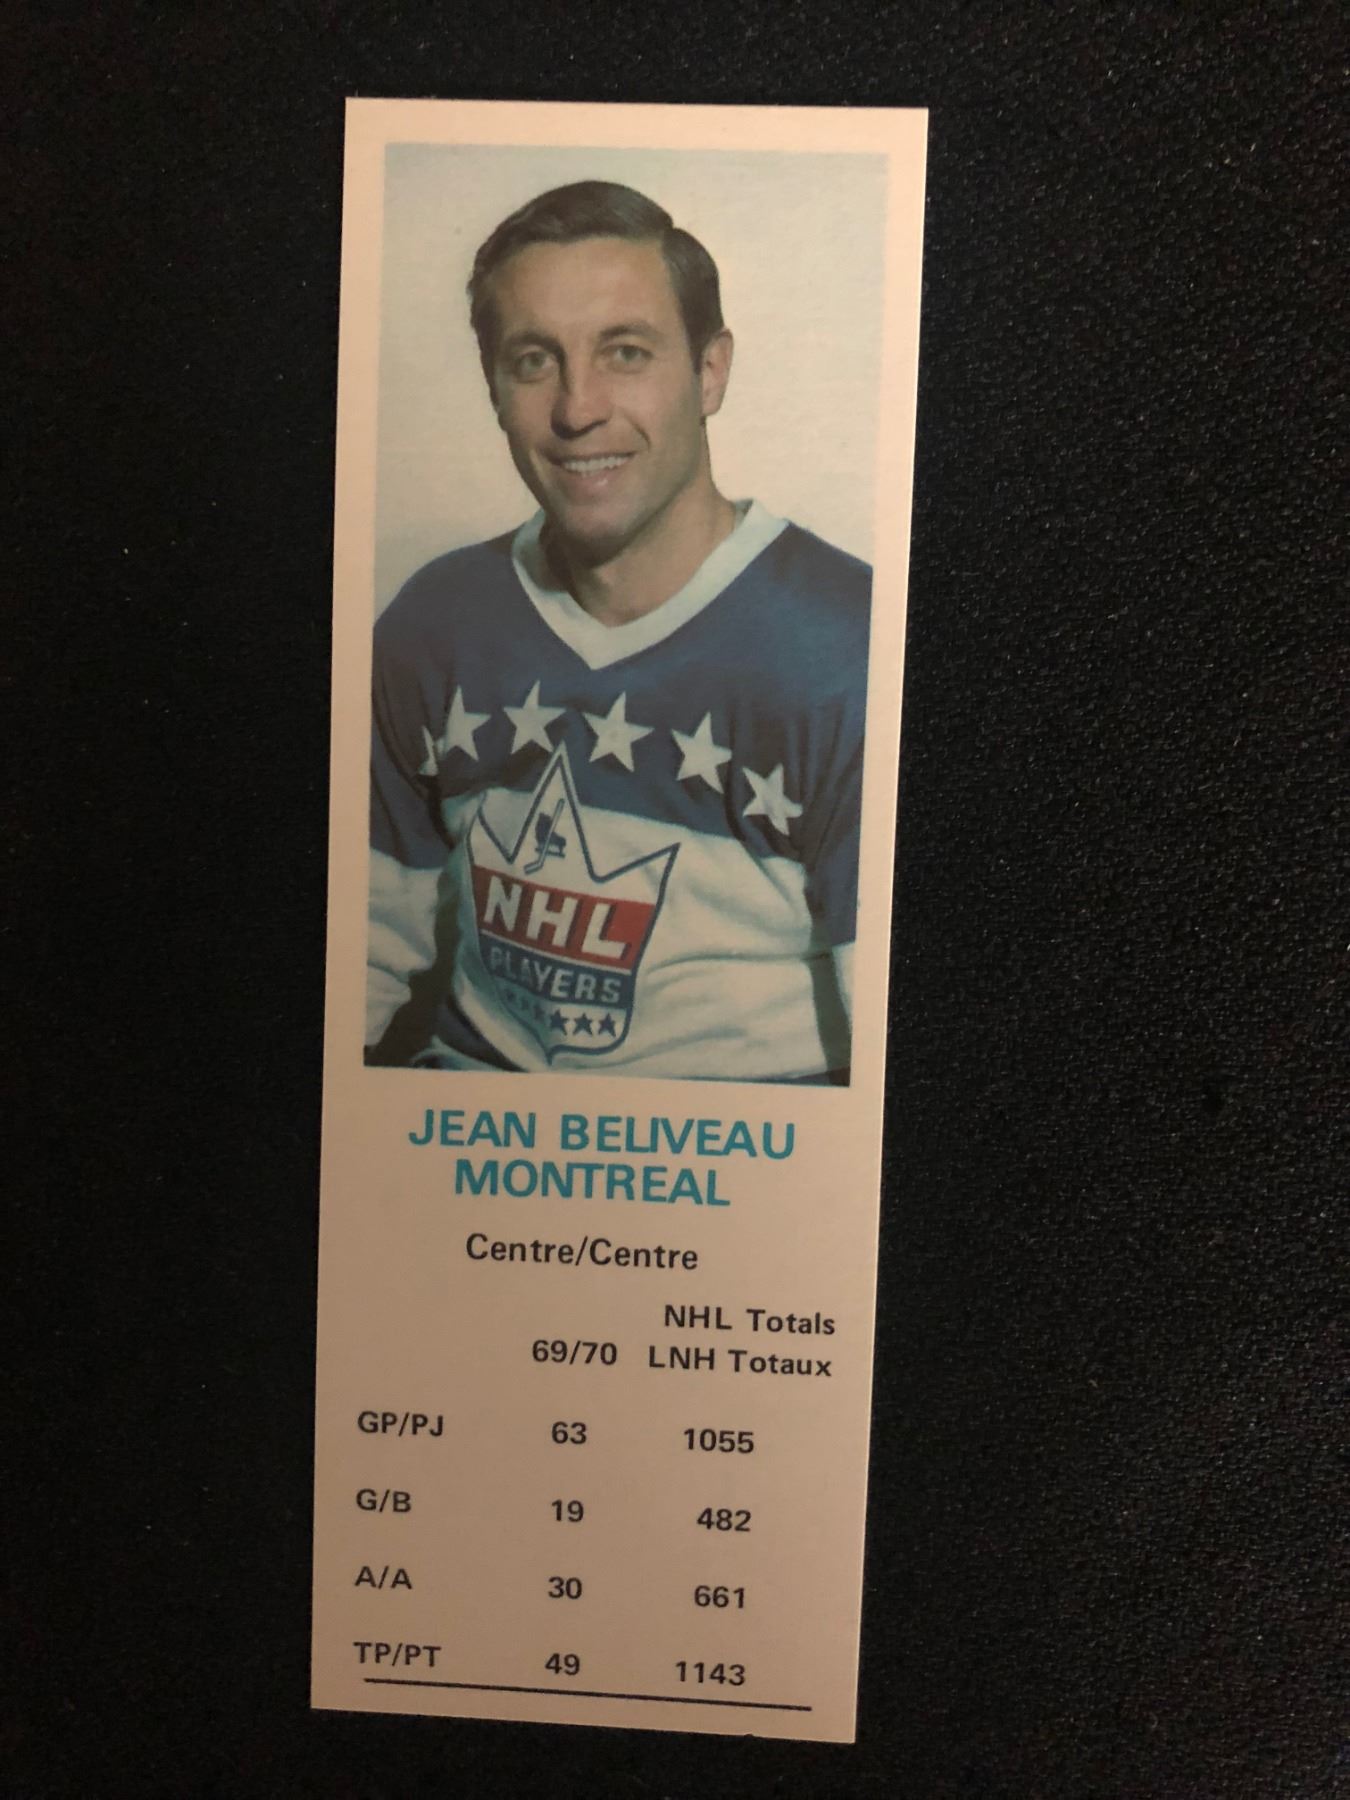 NHL
PLAYERS
JEAN BELIVEAU
MONTREAL
Centre/Centre
NHL Totals
69/70 LNH Totaux
GP/PJ 63 1055
G/B 19 482
A/A 30 661
TP/PT 49 1143